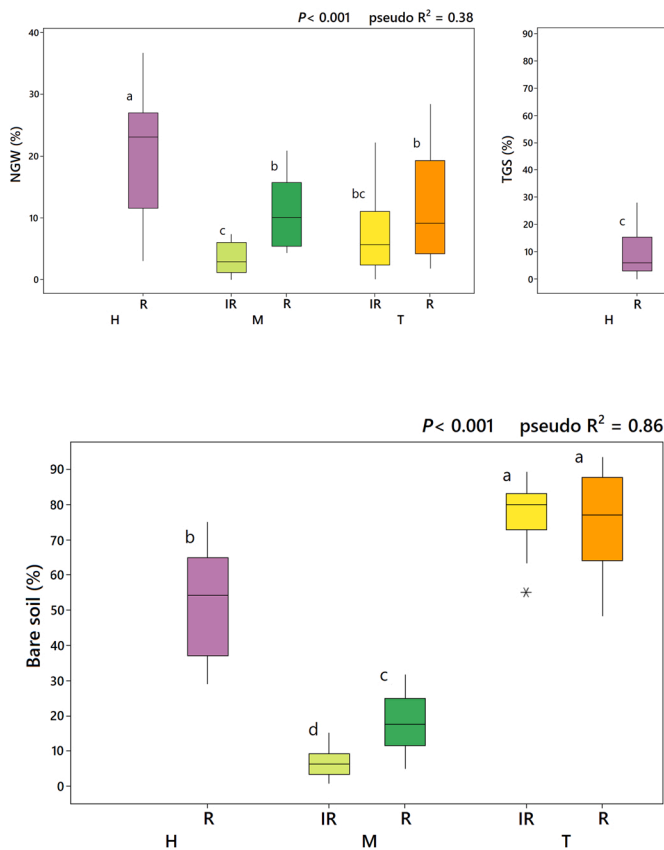 P< 0.001 pseudo R² = 0.38
NGW (%)
40
30
20
10
0
a
c
b
bc
b
R
IR
R
IR
R
H
M
T
TGS (%)
90
80
70
60
50
40
30
20
10
0
c
R
H
P< 0.001 pseudo R² = 0.86
Bare soil (%)
90
80
70
60
50
40
30
20
10
0
b
d
c
a
a
R
IR
R
IR
R
H
M
T